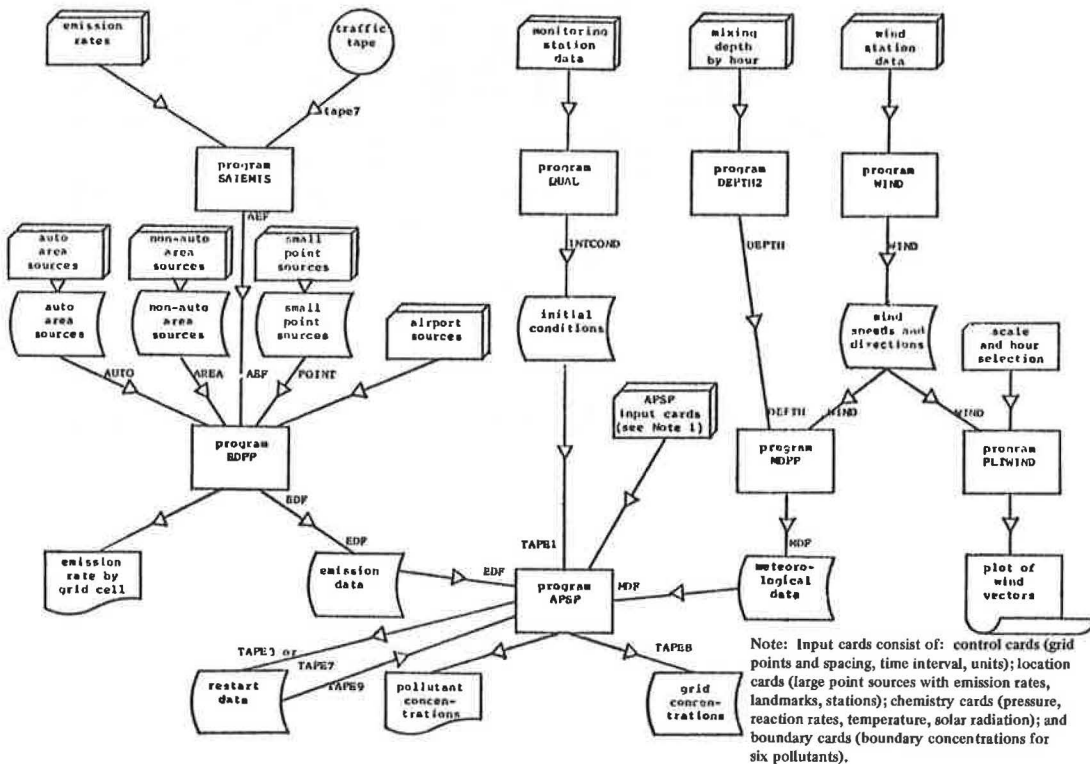 emission
rates
traffic
tape
monitoring
station
data
mixing
depth
by hour
wind
station
data
tape7
program
SATEMIS
program
QUAL
program
DEPTH2
program
WIND
AEF
INTCOND
DEPTH
WIND
auto
area
sources
non-auto
area
sources
small
point
sources
auto
area
sources
non-auto
area
sources
small
point
sources
airport
sources
initial
conditions
wind
speeds and
directions
scale
and hour
selection
AUTO
AREA
AEF
POINT
APSP
input cards
(see Note 1)
DEPTH
WIND
WIND
program
EDPP
program
MDPP
program
PLTWIND
EDF
EDF
TAPE1
MDF
emission
rate by
grid cell
emission
data
EDF
program
APSP
MDF
meteoro-
logical
data
plot of
wind
vectors
TAPE3 or
TAPE7
TAPE9
TAPE8
restart
data
pollutant
concen-
trations
grid
concen-
trations
Note: Input cards consist of: control cards (grid
points and spacing, time interval, units); location
cards (large point sources with emission rates,
landmarks, stations); chemistry cards (pressure,
reaction rates, temperature, solar radiation); and
boundary cards (boundary concentrations for
six pollutants).